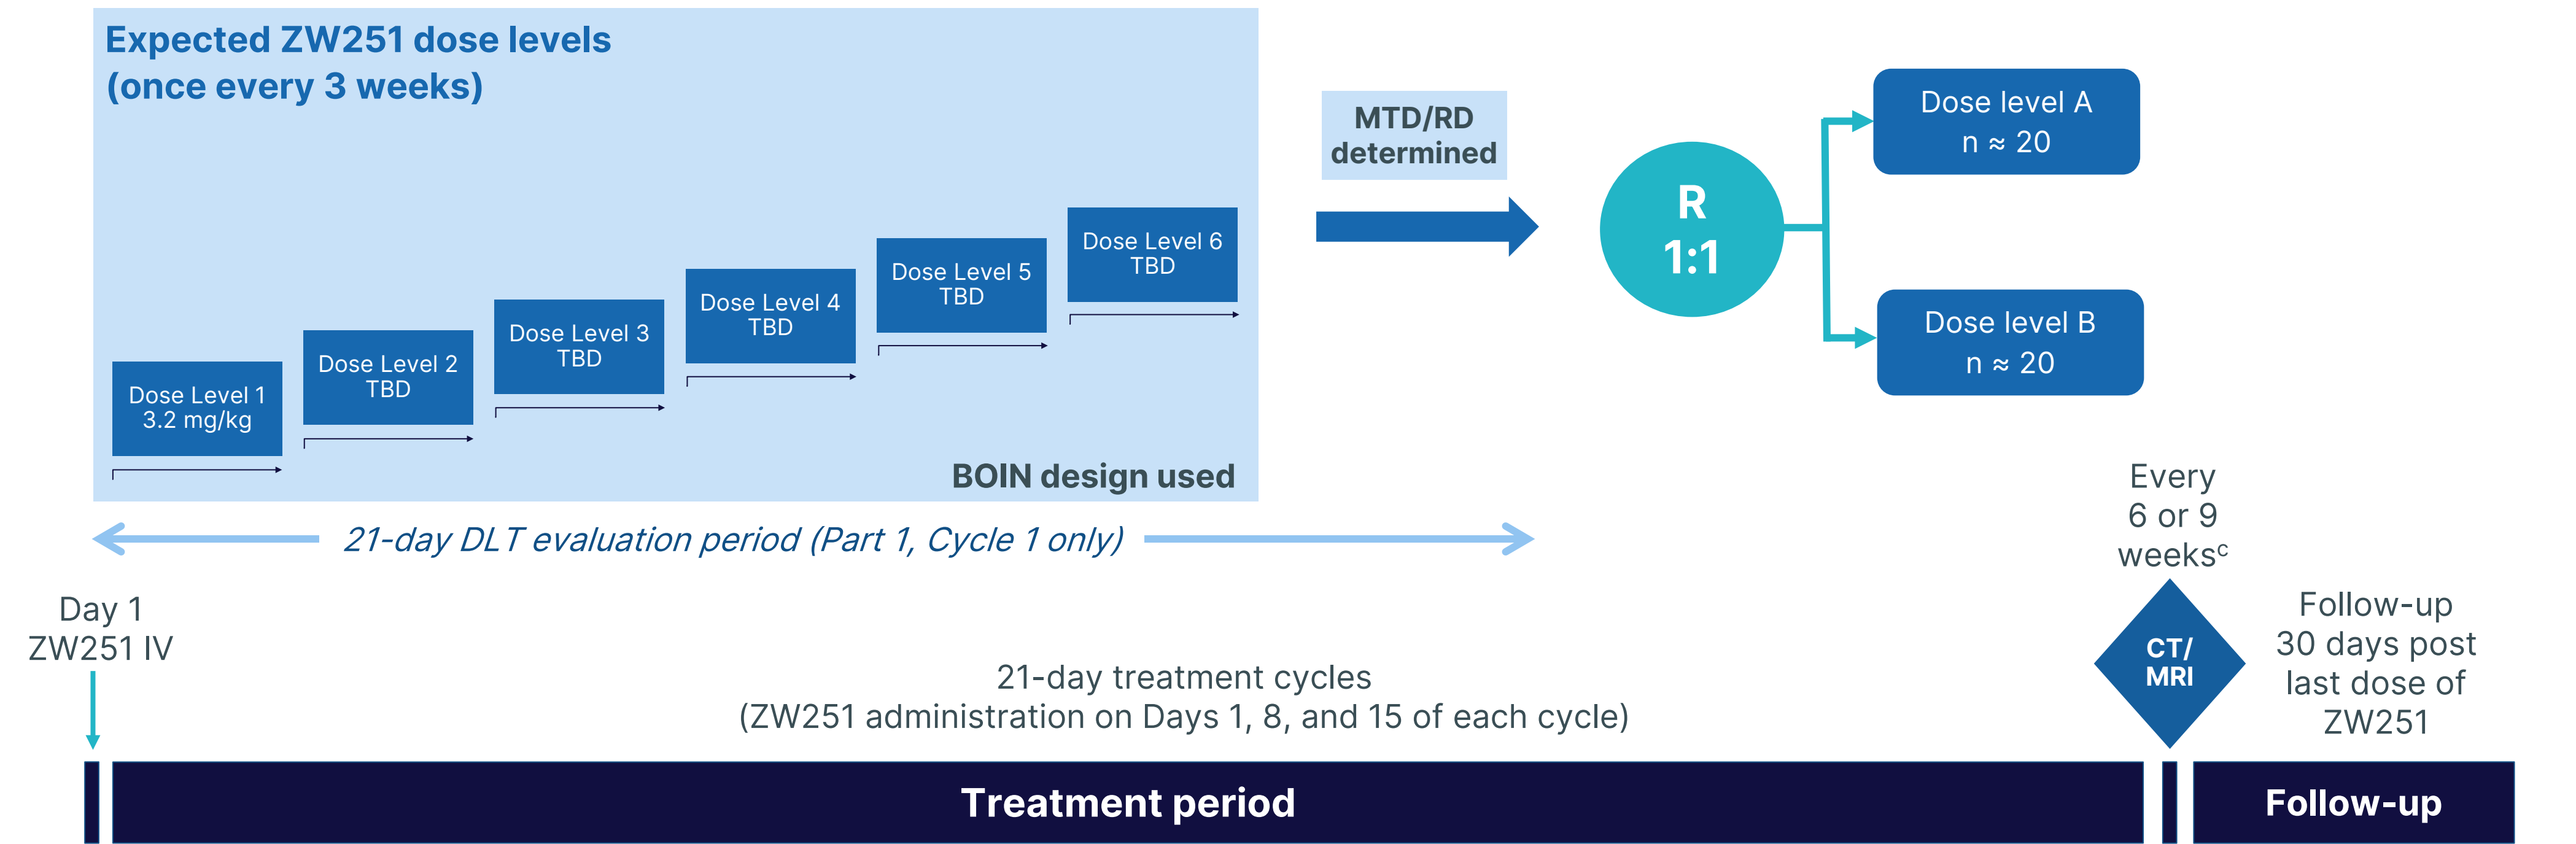 Expected ZW251 dose levels
(once every 3 weeks)
Dose Level 1
3.2 mg/kg
Dose Level 2
TBD
Dose Level 3
TBD
Dose Level 4
TBD
Dose Level 5
TBD
Dose Level 6
TBD
BOIN design used
MTD/RD
determined
R
1:1
Dose level A
n ≈ 20
Dose level B
n ≈ 20
21-day DLT evaluation period (Part 1, Cycle 1 only)
Day 1
ZW251 IV
21-day treatment cycles
(ZW251 administration on Days 1, 8, and 15 of each cycle)
Every
6 or 9
weeksᶜ
CT/
MRI
Follow-up
30 days post
last dose of
ZW251
Treatment period
Follow-up